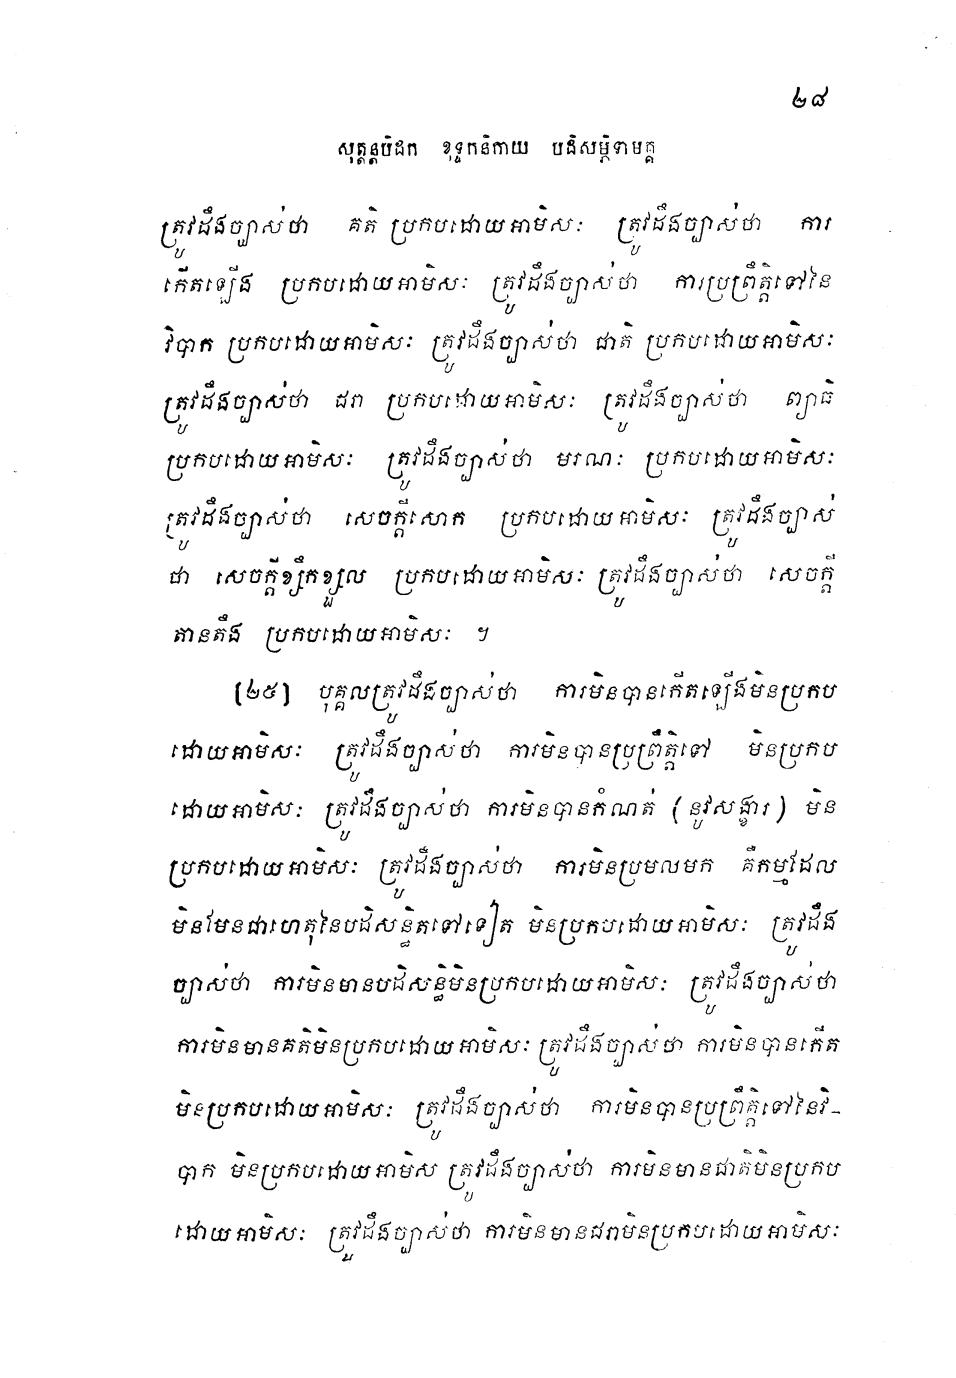 ២៨
សុត្តន្តបិដក ខុទ្ទកនិកាយ បដិសម្ភិទាមគ្គ
ត្រូវដឹងច្បាស់ថា គតិ ប្រកបដោយអាមិសៈ ត្រូវដឹងច្បាស់ថា ការ
កើតឡើង ប្រកបដោយអាមិសៈ ត្រូវដឹងច្បាស់ថា ការប្រព្រឹត្តិទៅនៃ
វិបាក ប្រកបដោយអាមិសៈ ត្រូវដឹងច្បាស់ថា ជាតិ ប្រកបដោយអាមិសៈ
ត្រូវដឹងច្បាស់ថា ជរា ប្រកបដោយអាមិសៈ ត្រូវដឹងច្បាស់ថា ព្យាធិ
ប្រកបដោយអាមិសៈ ត្រូវដឹងច្បាស់ថា មរណៈ ប្រកបដោយអាមិសៈ
ត្រូវដឹងច្បាស់ថា សេចក្តីសោក ប្រកបដោយអាមិសៈ ត្រូវដឹងច្បាស់
ថា សេចក្តីខ្សឹកខ្សួល ប្រកបដោយអាមិសៈ ត្រូវដឹងច្បាស់ថា សេចក្តី
តានតឹង ប្រកបដោយអាមិសៈ ។
[២៥] បុគ្គលត្រូវដឹងច្បាស់ថា ការមិនបានកើតឡើងមិនប្រកប
ដោយអាមិសៈ ត្រូវដឹងច្បាស់ថា ការមិនបានប្រព្រឹត្តិទៅ មិនប្រកប
ដោយអាមិសៈ ត្រូវដឹងច្បាស់ថា ការមិនបានកំណត់ (នូវសង្ខារ) មិន
ប្រកបដោយអាមិសៈ ត្រូវដឹងច្បាស់ថា ការមិនប្រមូលមក គឺកម្មដែល
មិនមែនជាហេតុនៃបដិសន្ធិតទៅទៀត មិនប្រកបដោយអាមិសៈ ត្រូវដឹង
ច្បាស់ថា ការមិនមានបដិសន្ធិមិនប្រកបដោយអាមិសៈ ត្រូវដឹងច្បាស់ថា
ការមិនមានគតិមិនប្រកបដោយអាមិសៈ ត្រូវដឹងច្បាស់ថា ការមិនបានកើត
មិនប្រកបដោយអាមិសៈ ត្រូវដឹងច្បាស់ថា ការមិនបានប្រព្រឹត្តិទៅនៃវិ-
បាក មិនប្រកបដោយអាមិស ត្រូវដឹងច្បាស់ថា ការមិនមានជាតិមិនប្រកប
ដោយអាមិសៈ ត្រូវដឹងច្បាស់ថា ការមិនមានជរាមិនប្រកបដោយអាមិសៈ